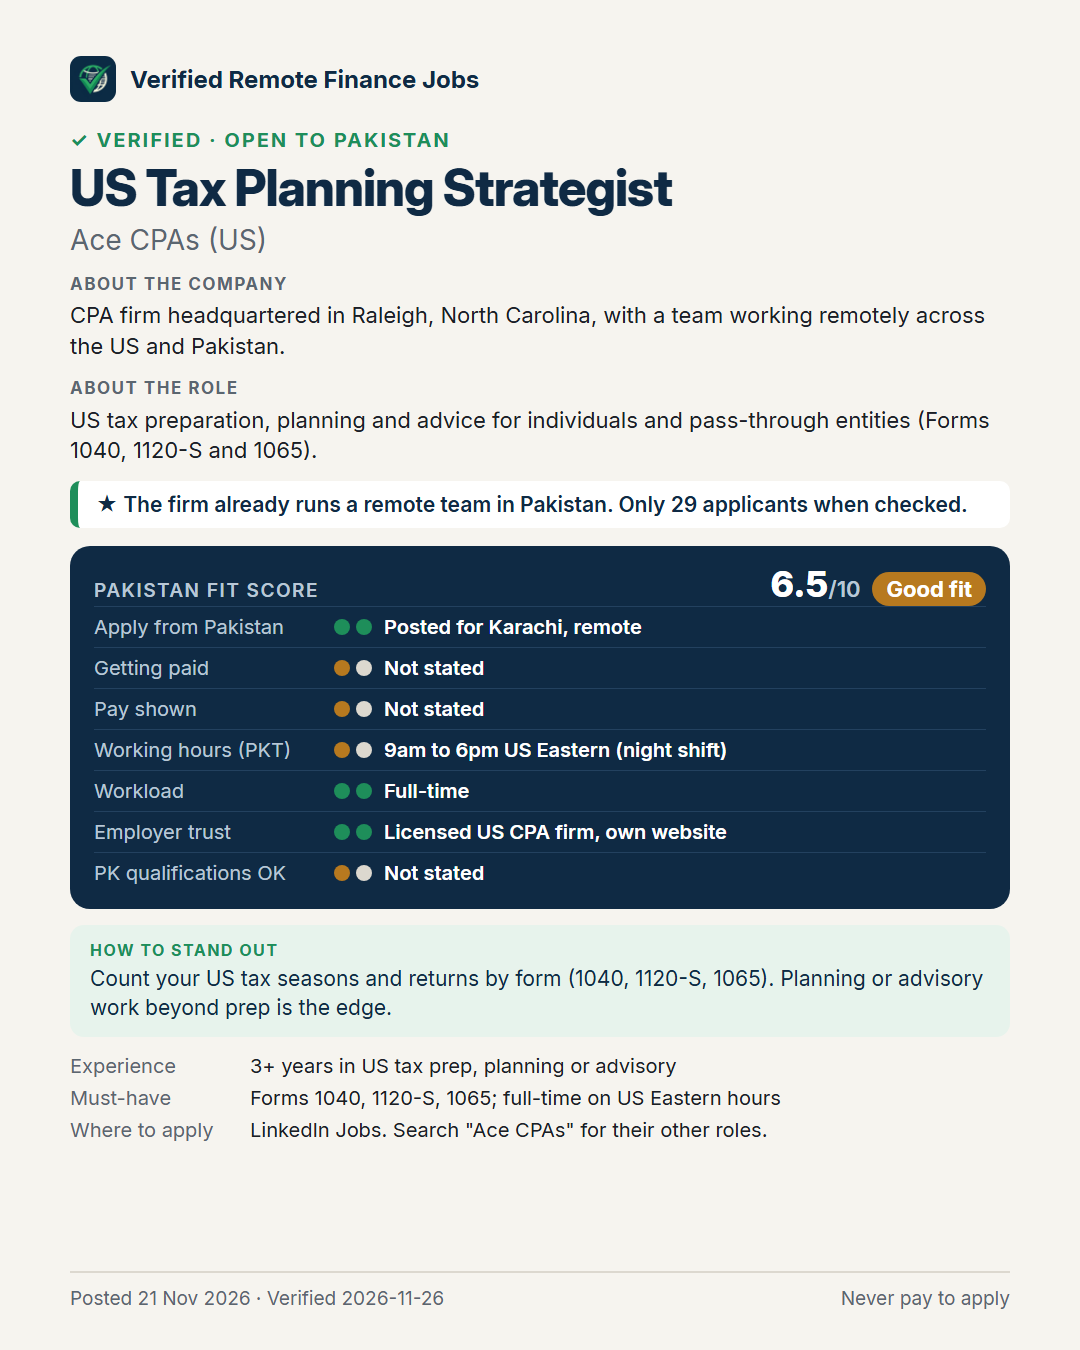 Verified Remote Finance Jobs
✓ VERIFIED · OPEN TO PAKISTAN
US Tax Planning Strategist
Ace CPAs (US)
ABOUT THE COMPANY
CPA firm headquartered in Raleigh, North Carolina, with a team working remotely across
the US and Pakistan.
ABOUT THE ROLE
US tax preparation, planning and advice for individuals and pass-through entities (Forms
1040, 1120-S and 1065).
★ The firm already runs a remote team in Pakistan. Only 29 applicants when checked.
PAKISTAN FIT SCORE 6.5/10 Good fit
Apply from Pakistan Posted for Karachi, remote
Getting paid Not stated
Pay shown Not stated
Working hours (PKT) 9am to 6pm US Eastern (night shift)
Workload Full-time
Employer trust Licensed US CPA firm, own website
PK qualifications OK Not stated
HOW TO STAND OUT
Count your US tax seasons and returns by form (1040, 1120-S, 1065). Planning or advisory
work beyond prep is the edge.
Experience 3+ years in US tax prep, planning or advisory
Must-have Forms 1040, 1120-S, 1065; full-time on US Eastern hours
Where to apply LinkedIn Jobs. Search "Ace CPAs" for their other roles.
Posted 21 Nov 2026 · Verified 2026-11-26 Never pay to apply